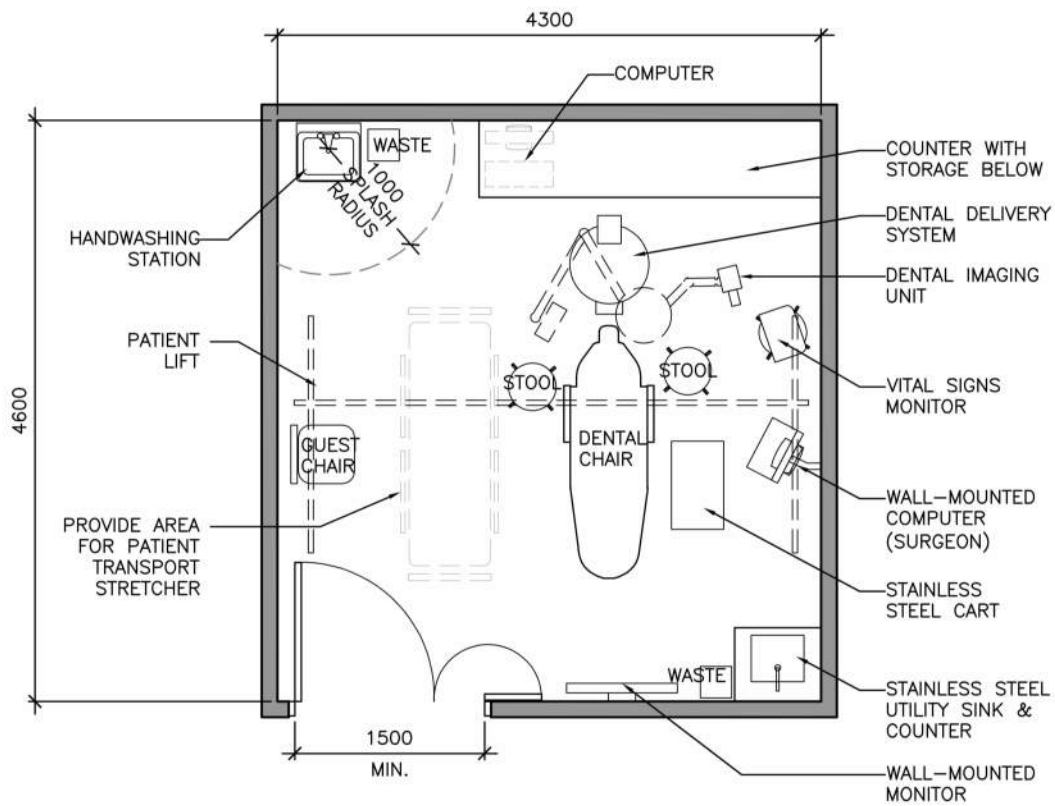 4300
COMPUTER
WASTE
1000
SPLASH
RADIUS
COUNTER WITH
STORAGE BELOW
DENTAL DELIVERY
SYSTEM
HANDWASHING
STATION
DENTAL IMAGING
UNIT
PATIENT
LIFT
STOOL
STOOL
VITAL SIGNS
MONITOR
4600
GUEST
CHAIR
DENTAL
CHAIR
PROVIDE AREA
FOR PATIENT
TRANSPORT
STRETCHER
WALL-MOUNTED
COMPUTER
(SURGEON)
STAINLESS
STEEL CART
WASTE
STAINLESS STEEL
UTILITY SINK &
COUNTER
1500
MIN.
WALL-MOUNTED
MONITOR